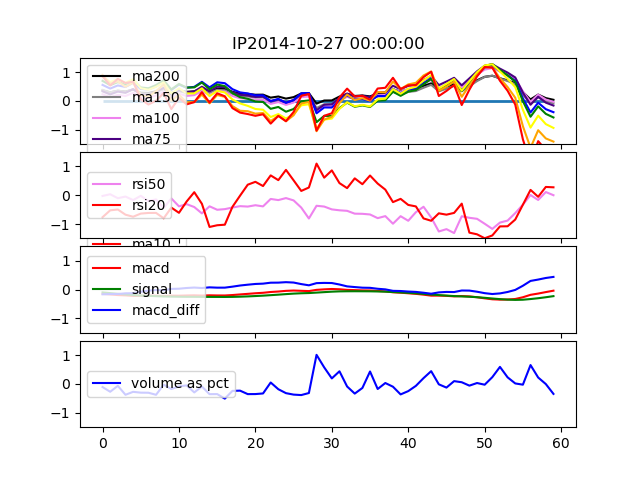 IP2014-10-27 00:00:00
1
0
−1
ma200
ma150
ma100
ma75
1
0
−1
rsi50
rsi20
ma10
1
0
−1
macd
signal
macd_diff
1
0
−1
volume as pct
0 10 20 30 40 50 60